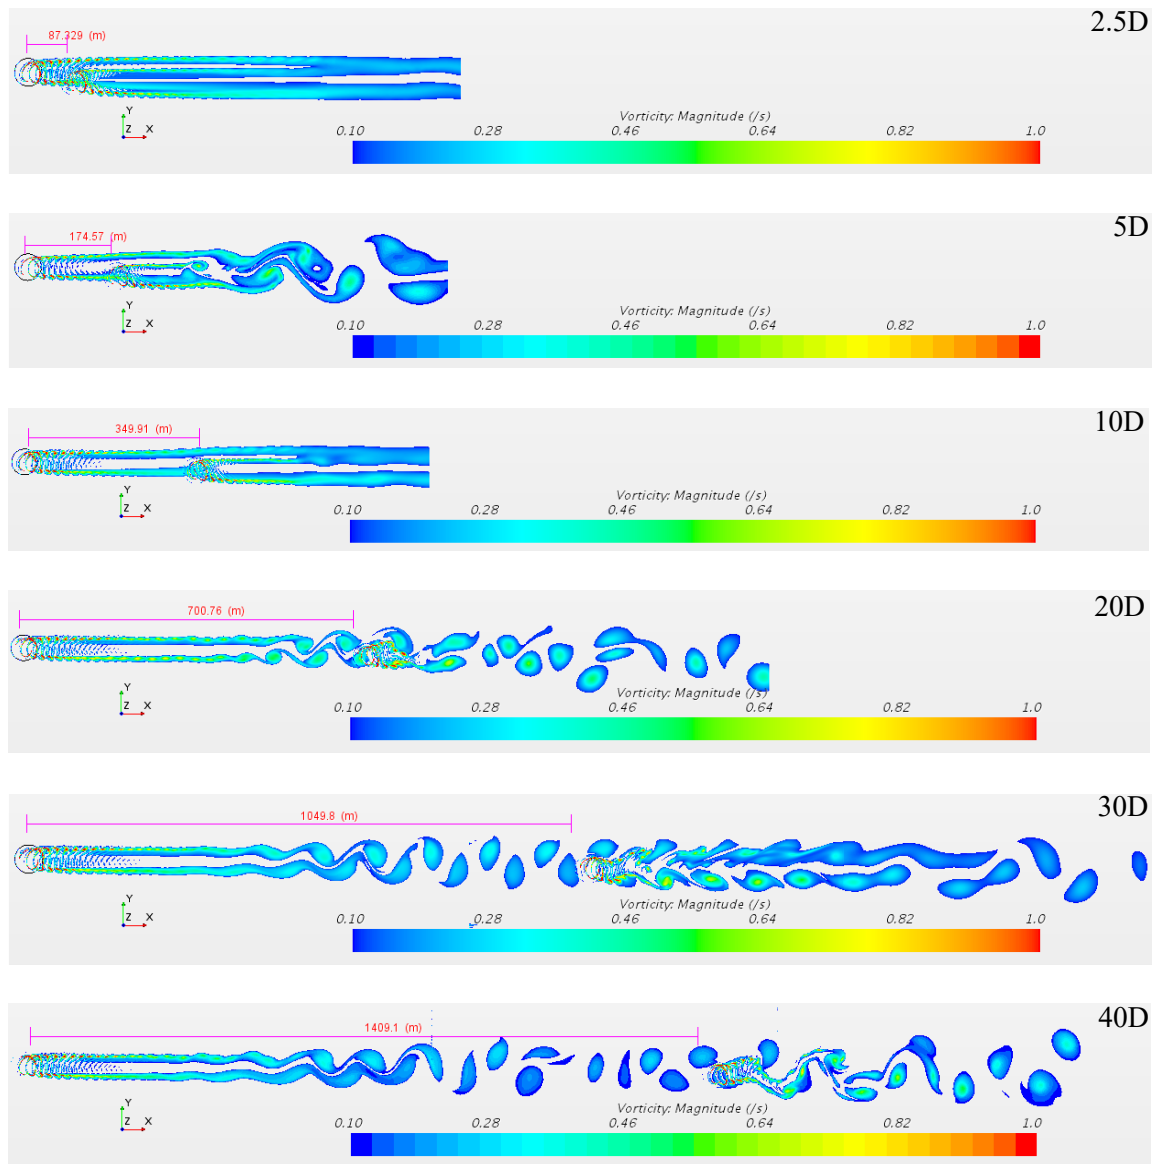 2.5D
87.329 (m)
Y
Z X
Vorticity: Magnitude (/s)
0.10 0.28 0.46 0.64 0.82 1.0
5D
174.57 (m)
Y
Z X
Vorticity: Magnitude (/s)
0.10 0.28 0.46 0.64 0.82 1.0
10D
349.91 (m)
Y
Z X
Vorticity: Magnitude (/s)
0.10 0.28 0.46 0.64 0.82 1.0
20D
700.76 (m)
Y
Z X
Vorticity: Magnitude (/s)
0.10 0.28 0.46 0.64 0.82 1.0
30D
1049.8 (m)
Y
Z X
Vorticity: Magnitude (/s)
0.10 0.28 0.46 0.64 0.82 1.0
40D
1409.1 (m)
Y
Z X
Vorticity: Magnitude (/s)
0.10 0.28 0.46 0.64 0.82 1.0